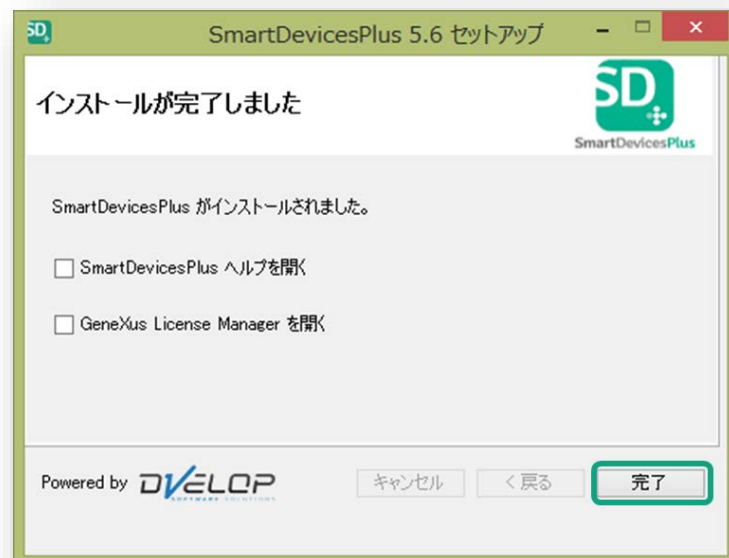 SD
SmartDevicesPlus 5.6 セットアップ
インストールが完了しました
SD
SmartDevicesPlus
SmartDevicesPlus がインストールされました。
SmartDevicesPlus ヘルプを開く
GeneXus License Manager を開く
Powered by DVELOP
SOFTWARE SOLUTIONS
キャンセル
< 戻る
完了